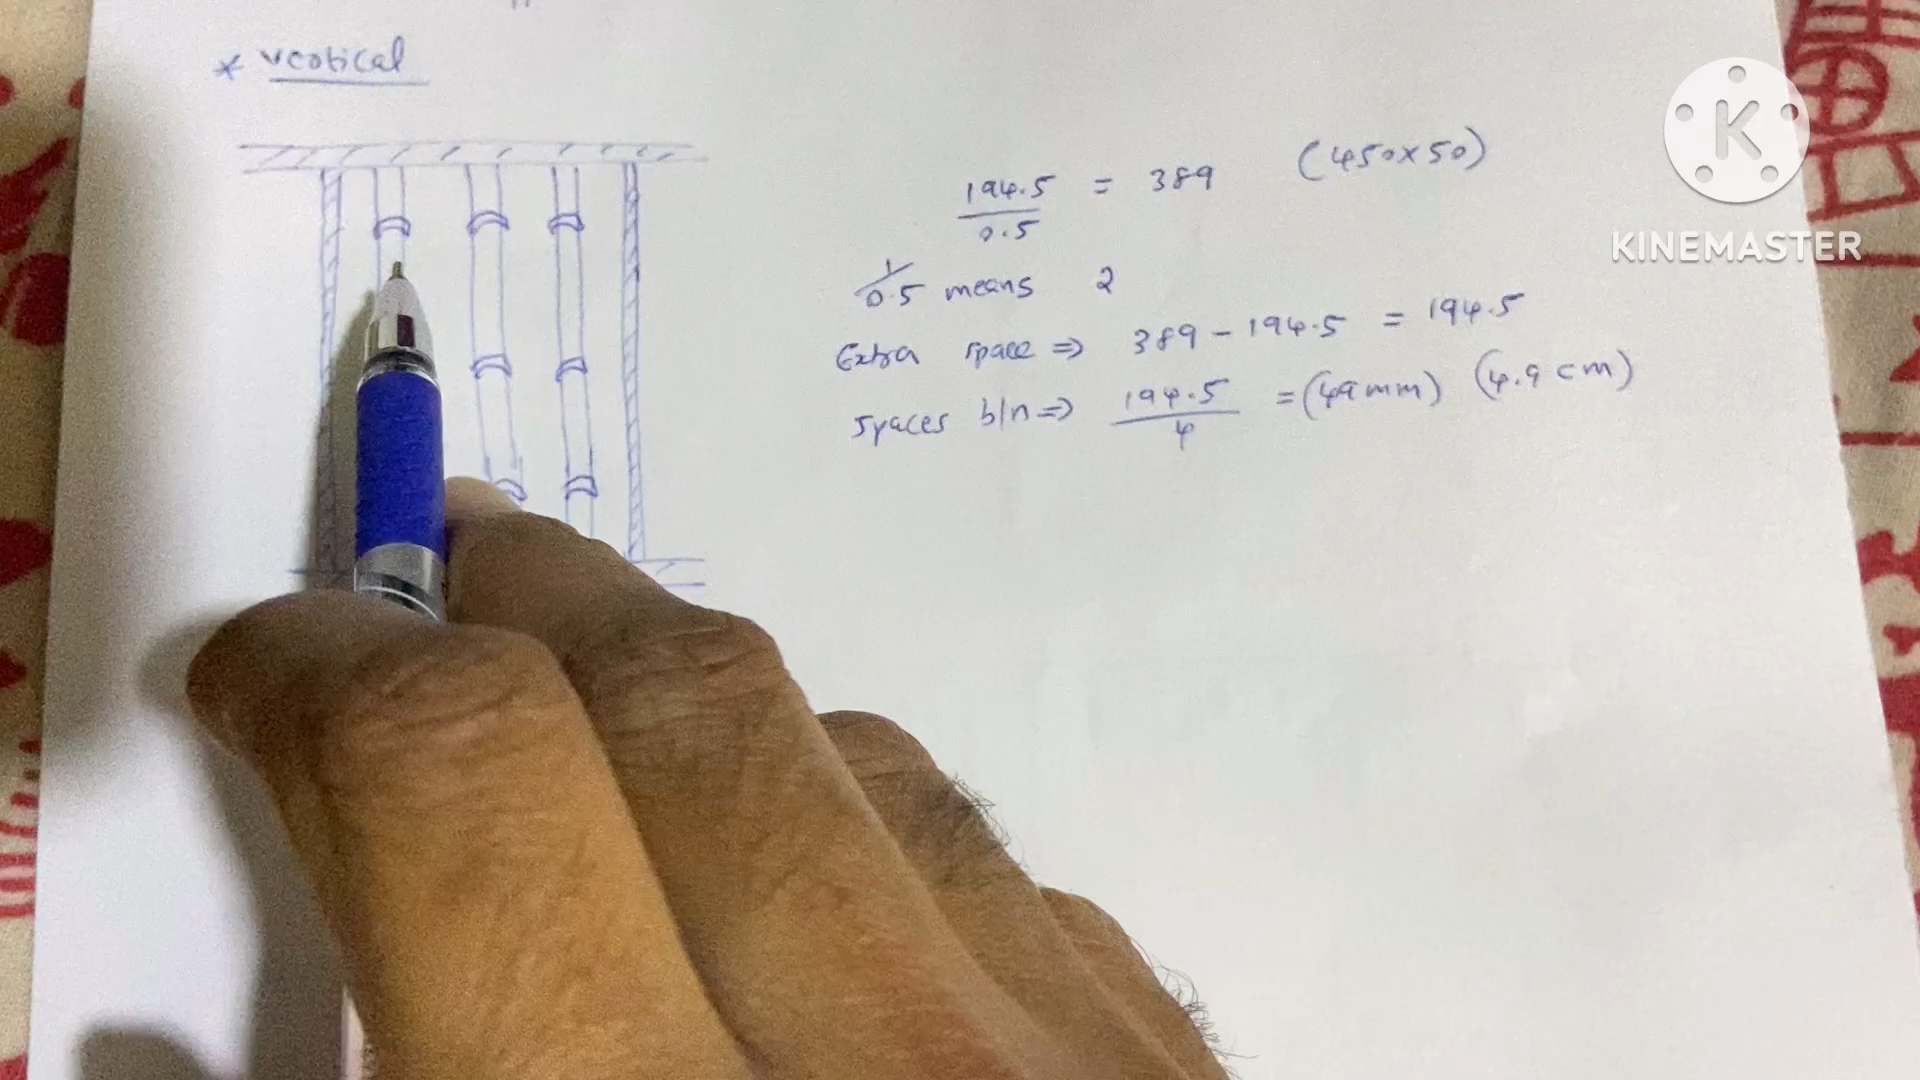 * vertical
194.5 / 0.5 = 389 (450x50)
1/0.5 means 2
Extra space => 389 - 194.5 = 194.5
spaces b/n => 194.5 / 4 = (49mm) (4.9cm)
K
KINEMASTER